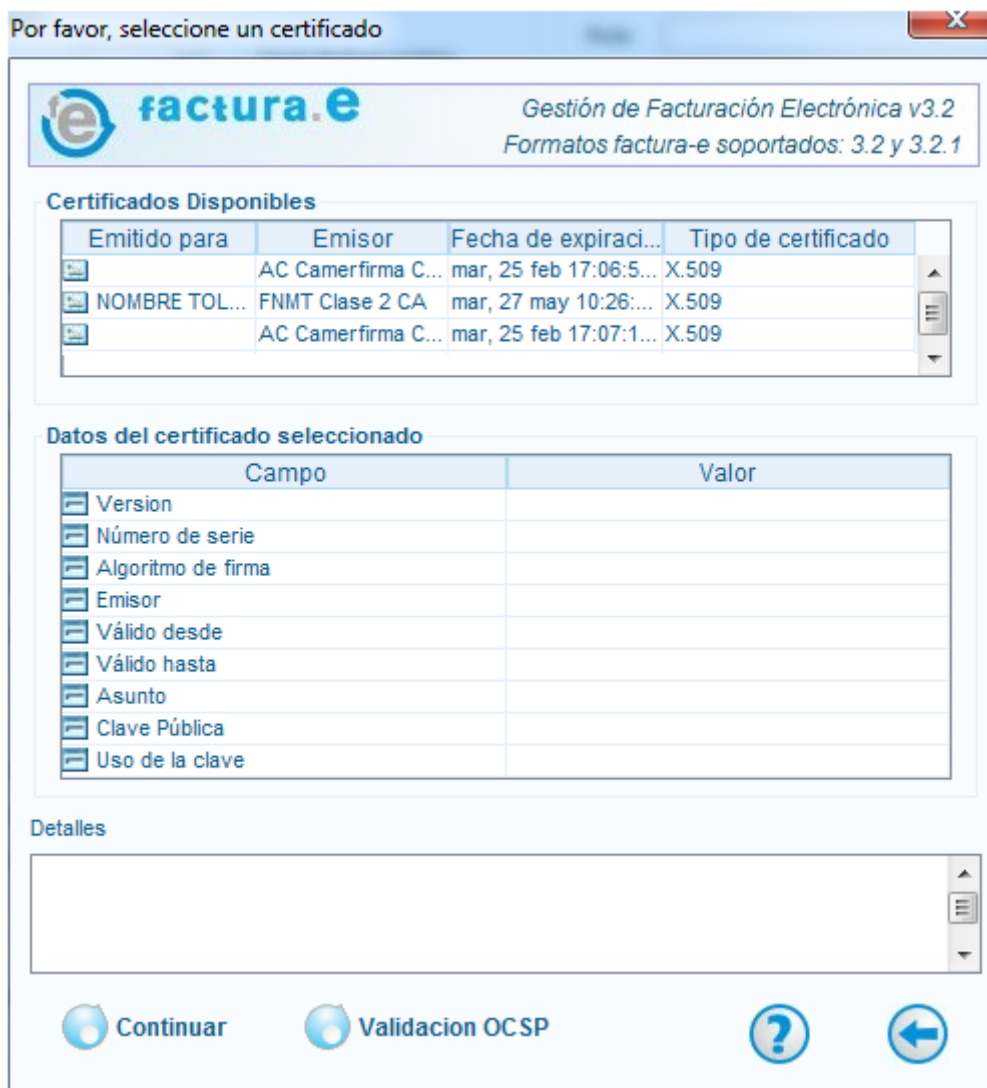 Por favor, seleccione un certificado
factura.e
Gestión de Facturación Electrónica v3.2
Formatos factura-e soportados: 3.2 y 3.2.1
Certificados Disponibles
Emitido para Emisor Fecha de expiraci... Tipo de certificado
AC Camerfirma C... mar, 25 feb 17:06:5... X.509
NOMBRE TOL... FNMT Clase 2 CA mar, 27 may 10:26:... X.509
AC Camerfirma C... mar, 25 feb 17:07:1... X.509
Datos del certificado seleccionado
Campo Valor
Version
Número de serie
Algoritmo de firma
Emisor
Válido desde
Válido hasta
Asunto
Clave Pública
Uso de la clave
Detalles
Continuar Validacion OCSP